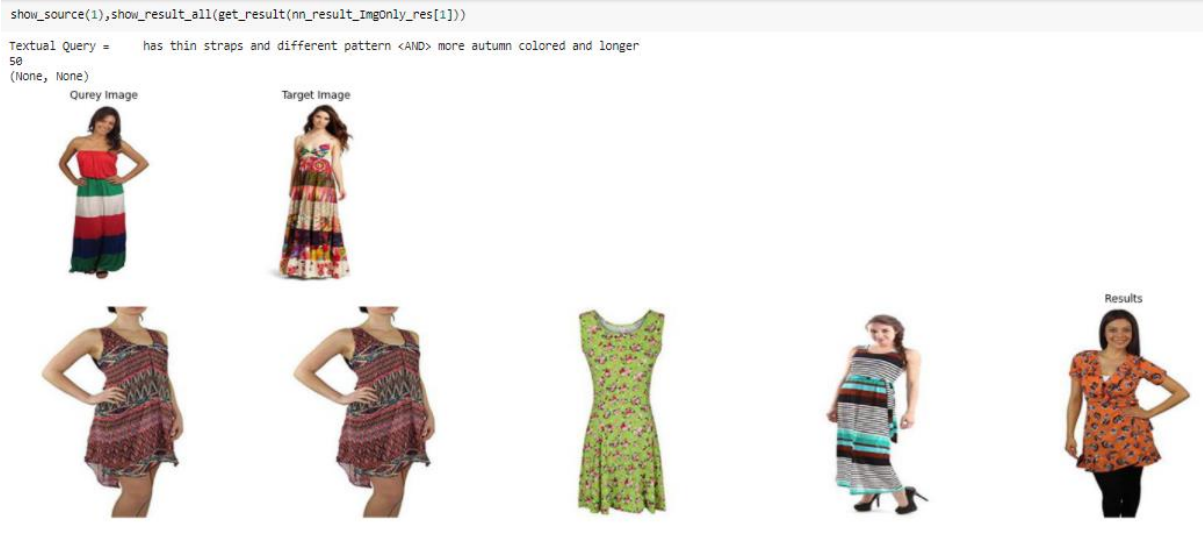 show_source(1),show_result_all(get_result(nn_result_ImgOnly_res[1]))
Textual Query =     has thin straps and different pattern <AND> more autumn colored and longer
50
(None, None)
Qurey Image
Target Image
Results